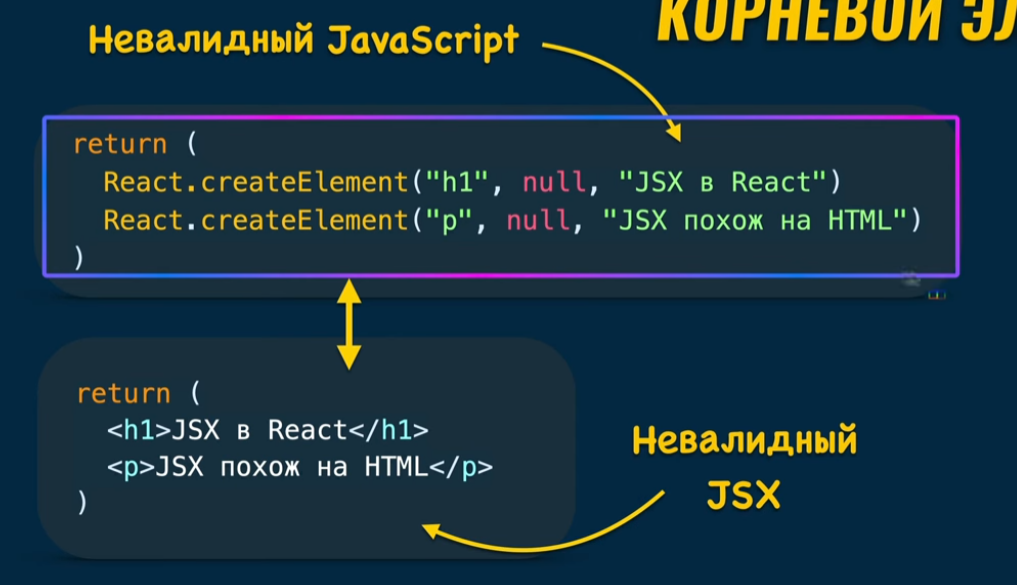 КОРНЕВОЙ ЭЛ
Невалидный JavaScript
return (
React.createElement("h1", null, "JSX в React")
React.createElement("p", null, "JSX похож на HTML")
)
return (
<h1>JSX в React</h1>
<p>JSX похож на HTML</p>
)
Невалидный
JSX